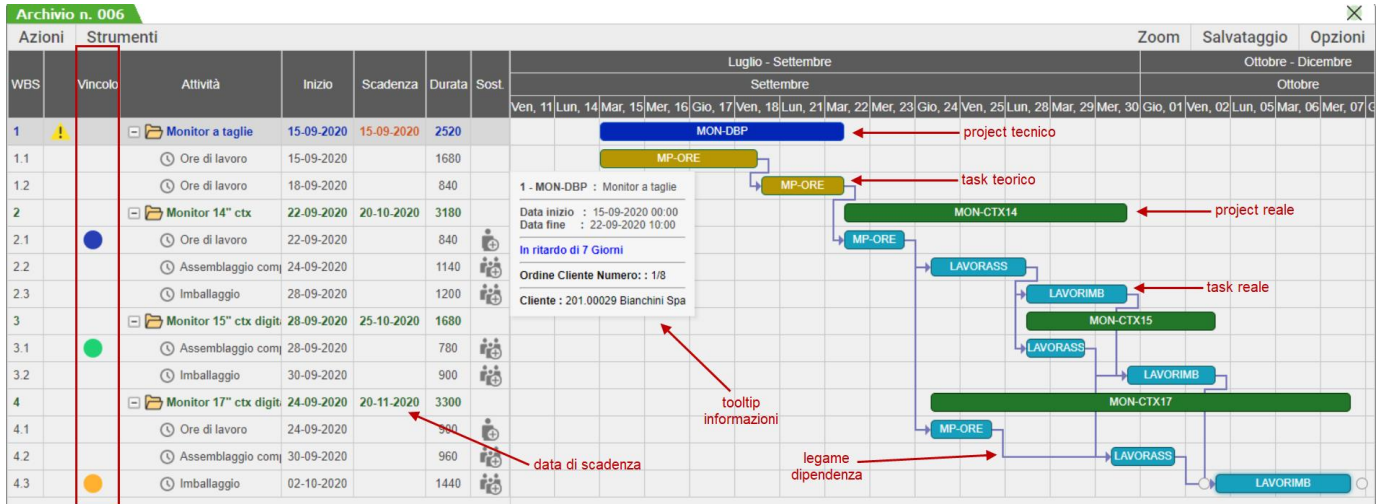 Archivio n. 006
Azioni Strumenti Zoom Salvataggio Opzioni
Luglio - Settembre Ottobre - Dicembre
WBS Vincolo Attività Inizio Scadenza Durata Sost. Settembre Ottobre
Ven, 11 Lun, 14 Mar, 15 Mer, 16 Gio, 17 Ven, 18 Lun, 21 Mar, 22 Mer, 23 Gio, 24 Ven, 25 Lun, 28 Mar, 29 Mer, 30 Gio, 01 Ven, 02 Lun, 05 Mar, 06 Mer, 07 G
1 Monitor a taglie 15-09-2020 15-09-2020 2520 MON-DBP project tecnico
1.1 Ore di lavoro 15-09-2020 1680 MP-ORE
1.2 Ore di lavoro 18-09-2020 840 MP-ORE task teorico
2 Monitor 14" ctx 22-09-2020 20-10-2020 3180 MON-CTX14 project reale
2.1 Ore di lavoro 22-09-2020 840 MP-ORE
2.2 Assemblaggio comp 24-09-2020 1140 LAVORASS
2.3 Imballaggio 28-09-2020 1200 LAVORIMB task reale
3 Monitor 15" ctx digit 28-09-2020 25-10-2020 1680 MON-CTX15
3.1 Assemblaggio comp 28-09-2020 780 LAVORASS
3.2 Imballaggio 30-09-2020 900 LAVORIMB
4 Monitor 17" ctx digit 24-09-2020 20-11-2020 3300 MON-CTX17
4.1 Ore di lavoro 24-09-2020 900 MP-ORE
4.2 Assemblaggio comp 30-09-2020 960 LAVORASS
4.3 Imballaggio 02-10-2020 1440 LAVORIMB
1 - MON-DBP : Monitor a taglie
Data inizio : 15-09-2020 00:00
Data fine : 22-09-2020 10:00
In ritardo di 7 Giorni
Ordine Cliente Numero: : 1/8
Cliente : 201.00029 Bianchini Spa
tooltip
informazioni
data di scadenza
legame
dipendenza